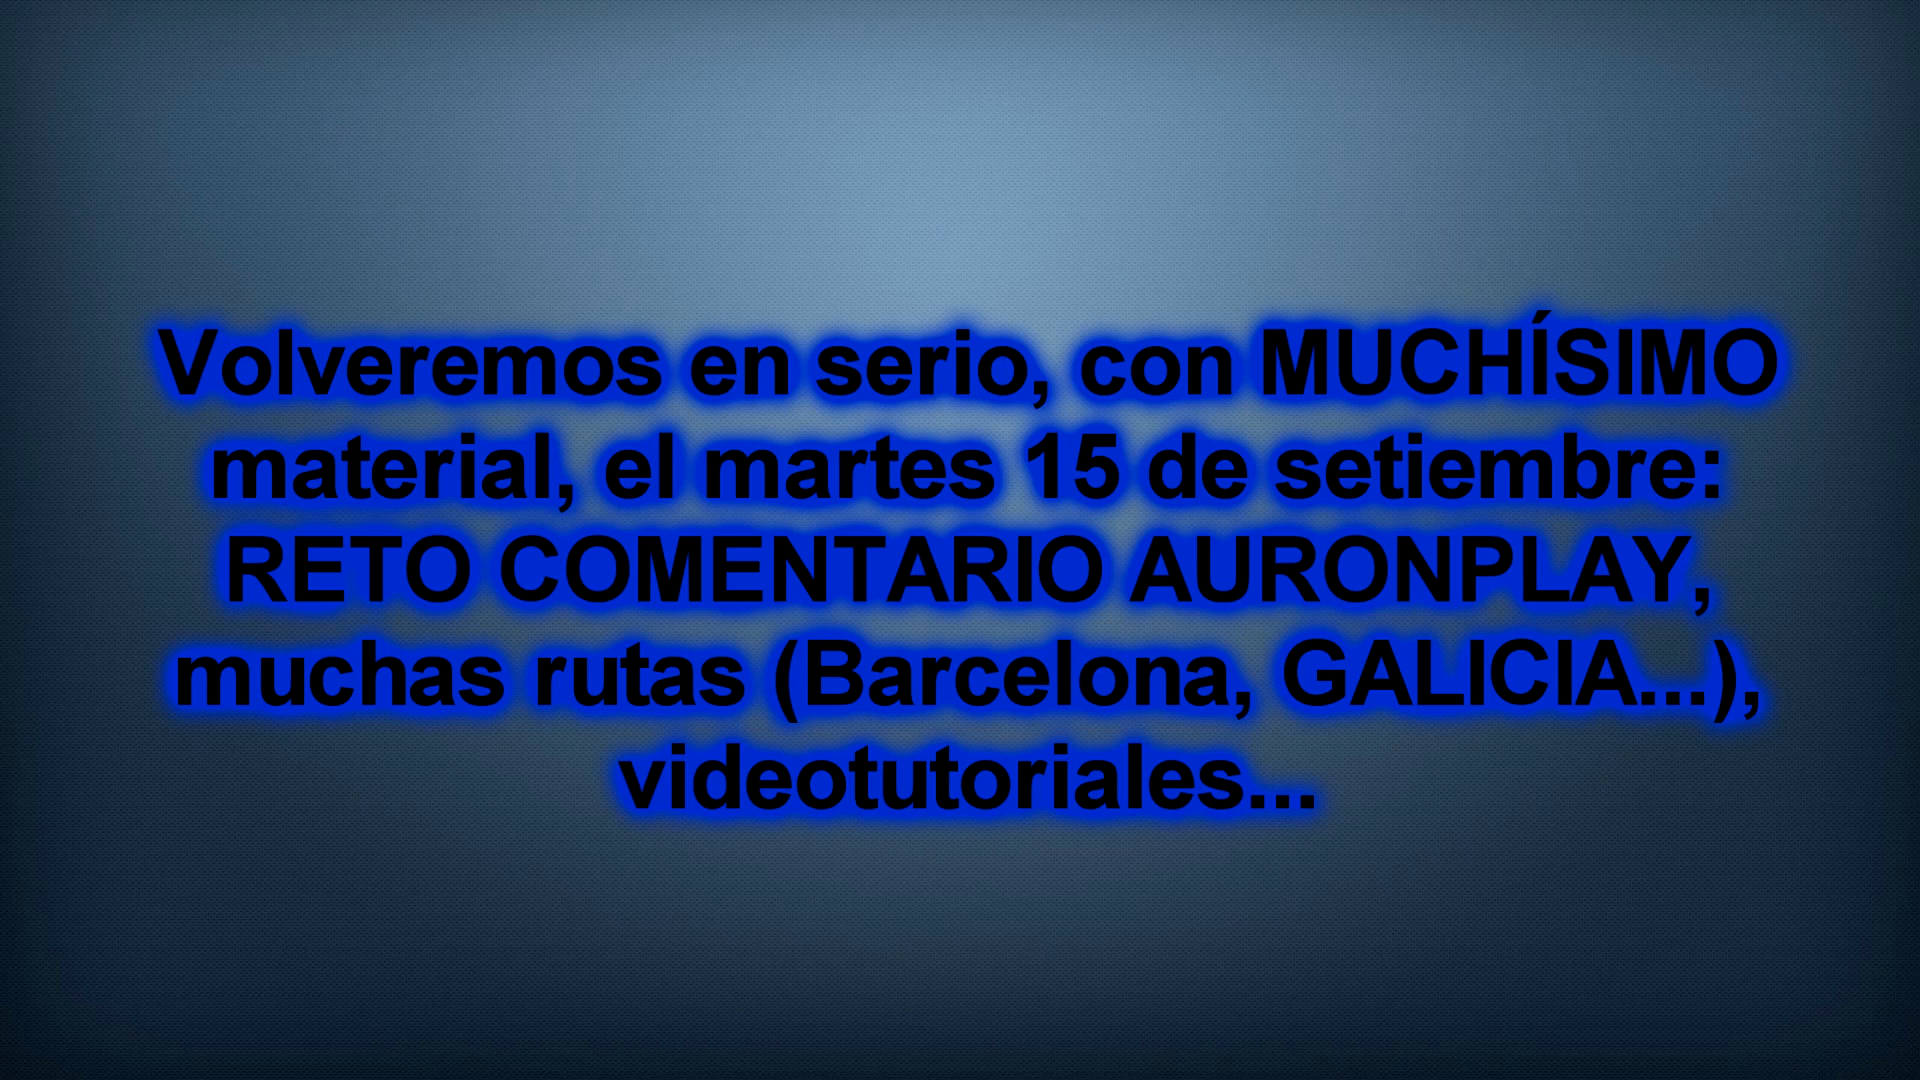 Volveremos en serio, con MUCHÍSIMO
material, el martes 15 de setiembre:
RETO COMENTARIO AURONPLAY,
muchas rutas (Barcelona, GALICIA...),
videotutoriales...